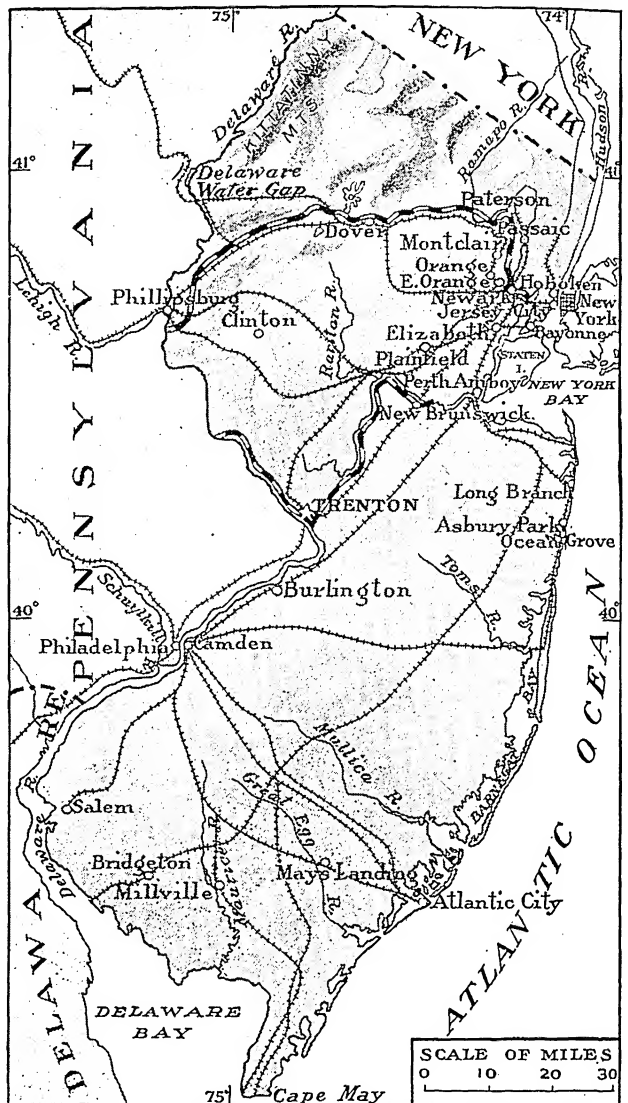 75°
74°
NEW YORK
PENNSYLVANIA
Delaware R.
KITTATINNY
MTS.
Ramapo R.
Hudson
41°
41
Delaware
Water Gap
Paterson
Dover
Passaic
Montclair
Orange
E. Orange
Hoboken
Newark
New
York
Jersey City
Bayonne
Lehigh R.
Phillipsburg
Clinton
Raritan R.
Elizabeth
Plainfield
STATEN
I.
Perth Amboy
NEW YORK
BAY
New Brunswick
Long Branch
TRENTON
Asbury Park
Ocean Grove
Toms R.
Burlington
40°
40°
Schuylkill
R.
Philadelphia
Camden
Mullica R.
BARNEGAT BAY
Great Egg
R.
Salem
Delaware R.
Bridgeton
Mays Landing
Millville
Maurice R.
Atlantic City
ATLANTIC OCEAN
DELAWARE
DELAWARE
BAY
75°
Cape May
SCALE OF MILES
0 10 20 30